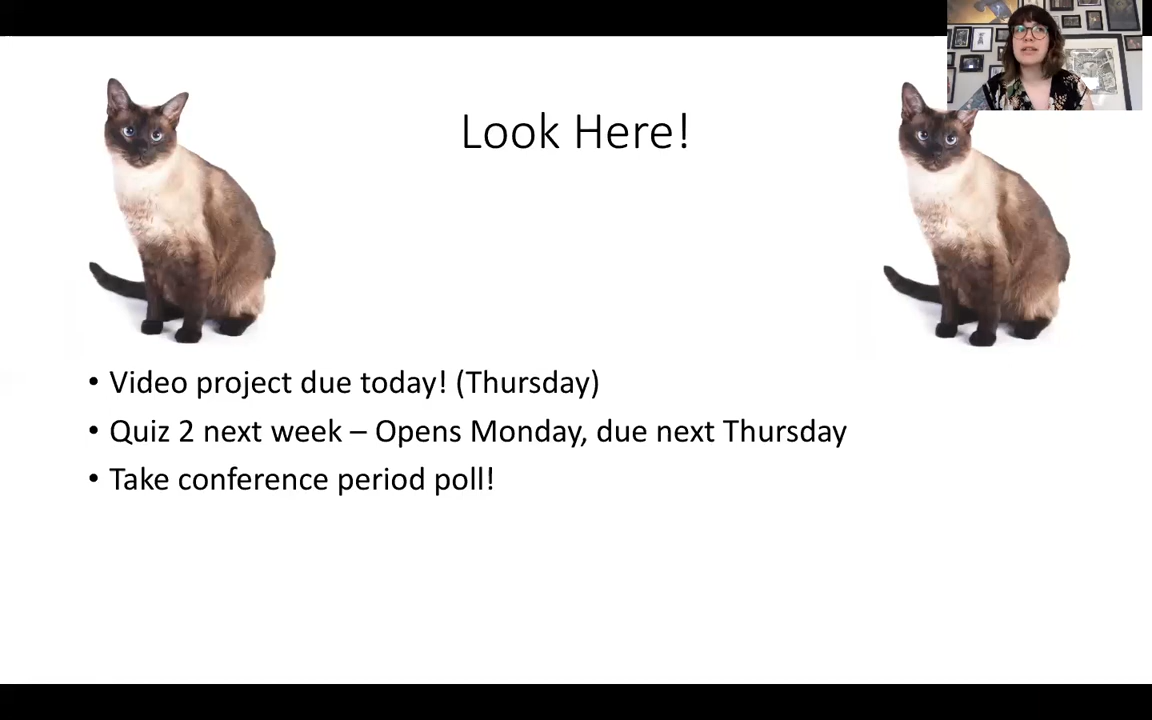 Look Here!
• Video project due today! (Thursday)
• Quiz 2 next week – Opens Monday, due next Thursday
• Take conference period poll!